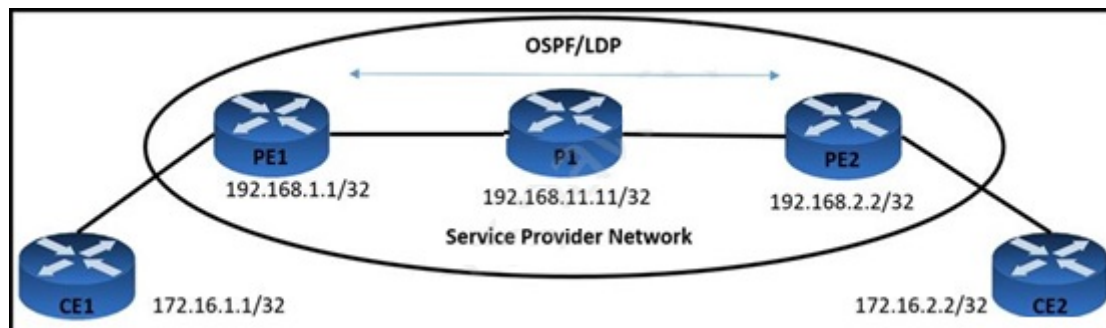 OSPF/LDP
PE1
P1
PE2
192.168.1.1/32
192.168.11.11/32
192.168.2.2/32
Service Provider Network
CE1
172.16.1.1/32
172.16.2.2/32
CE2